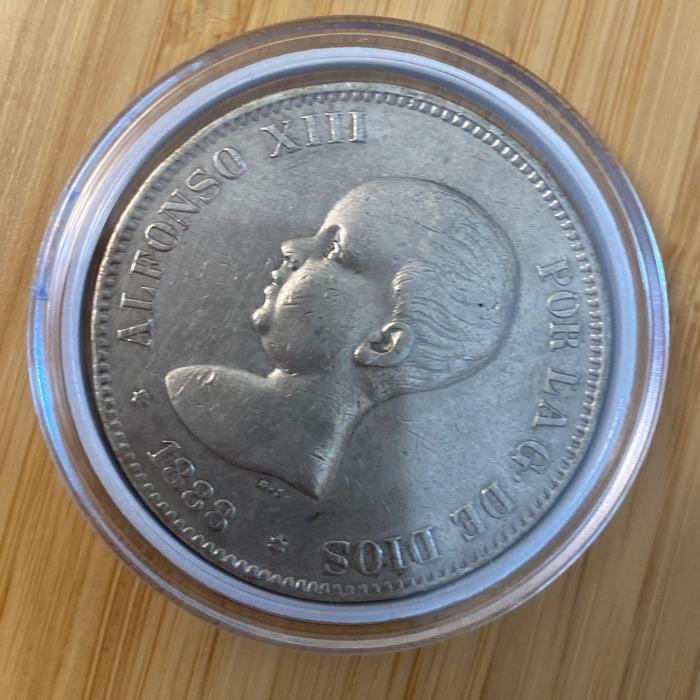 ALFONSO XIII POR LA G. DE DIOS
* 1888 *
G.S.